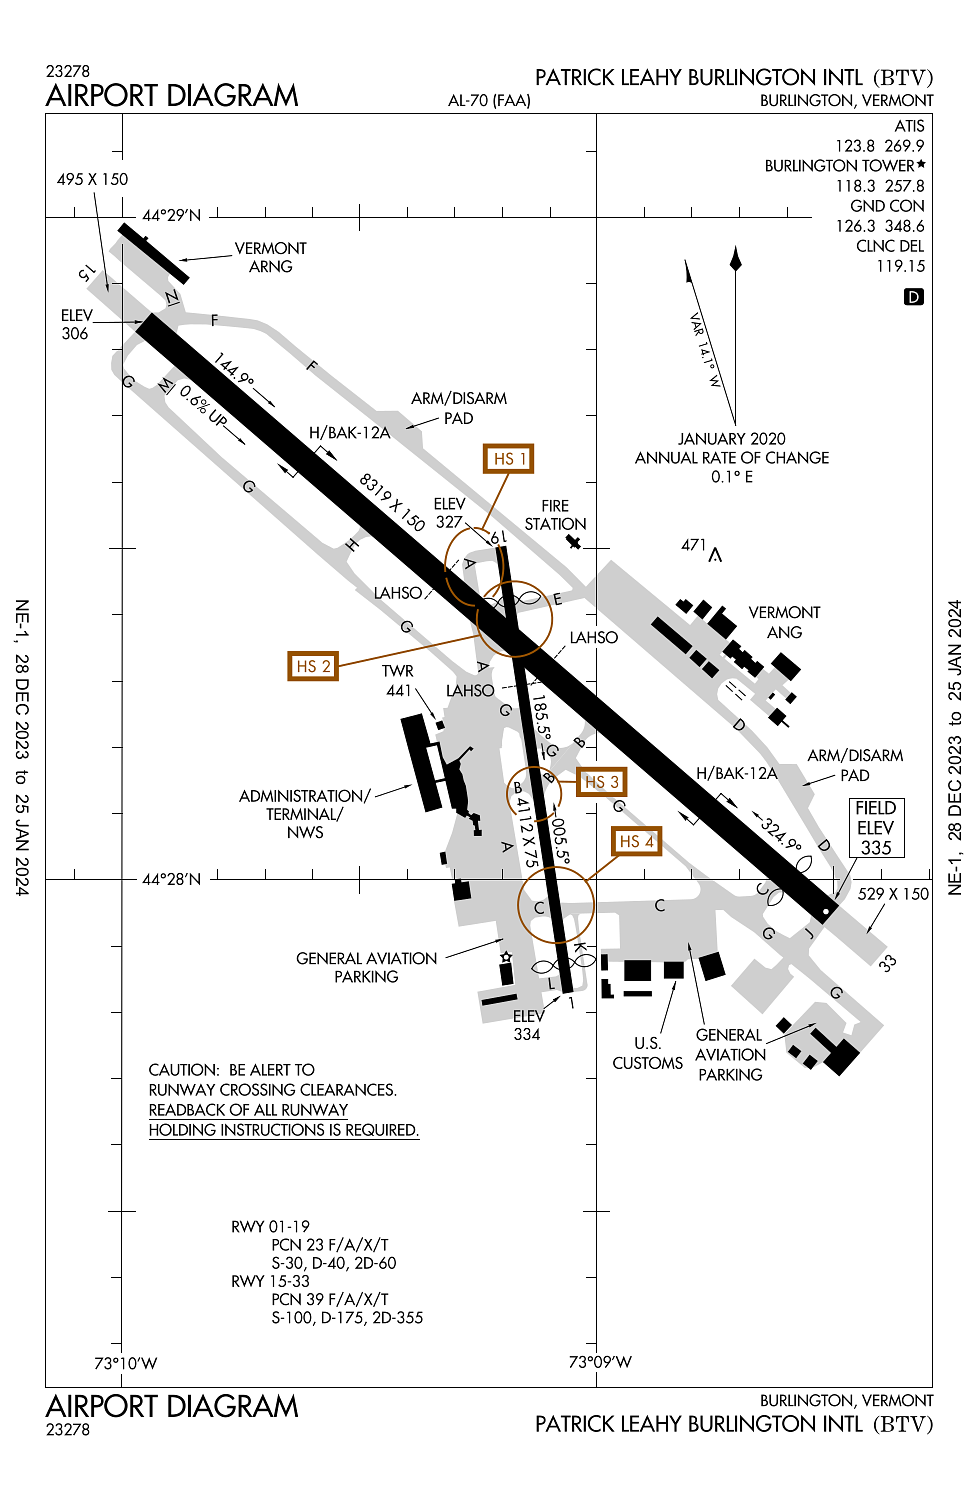 23278
AIRPORT DIAGRAM
AL-70 (FAA)
PATRICK LEAHY BURLINGTON INTL (BTV)
BURLINGTON, VERMONT
ATIS
123.8 269.9
BURLINGTON TOWER★
118.3 257.8
GND CON
126.3 348.6
CLNC DEL
119.15
D
495 X 150
44°29'N
VERMONT
ARNG
15
N
ELEV
306
F
F
144.9°
G
M
0.6% UP
VAR 14.1° W
JANUARY 2020
ANNUAL RATE OF CHANGE
0.1° E
ARM/DISARM
PAD
H/BAK-12A
HS 1
G
8319 X 150
ELEV
327
FIRE
STATION
19
H
A
471
LAHSO
E
VERMONT
ANG
G
LAHSO
HS 2
A
TWR
441
LAHSO
G
185.5°
D
B
G
ARM/DISARM
PAD
H/BAK-12A
B
HS 3
B
ADMINISTRATION/
TERMINAL/
NWS
4112 X 75
005.5°
G
FIELD
ELEV
335
324.9°
HS 4
A
D
44°28'N
C
529 X 150
C
C
G
J
K
33
GENERAL AVIATION
PARKING
L
G
1
ELEV
334
U.S.
CUSTOMS
GENERAL
AVIATION
PARKING
CAUTION: BE ALERT TO
RUNWAY CROSSING CLEARANCES.
READBACK OF ALL RUNWAY
HOLDING INSTRUCTIONS IS REQUIRED.
RWY 01-19
PCN 23 F/A/X/T
S-30, D-40, 2D-60
RWY 15-33
PCN 39 F/A/X/T
S-100, D-175, 2D-355
73°10'W
73°09'W
NE-1, 28 DEC 2023 to 25 JAN 2024
NE-1, 28 DEC 2023 to 25 JAN 2024
AIRPORT DIAGRAM
23278
BURLINGTON, VERMONT
PATRICK LEAHY BURLINGTON INTL (BTV)